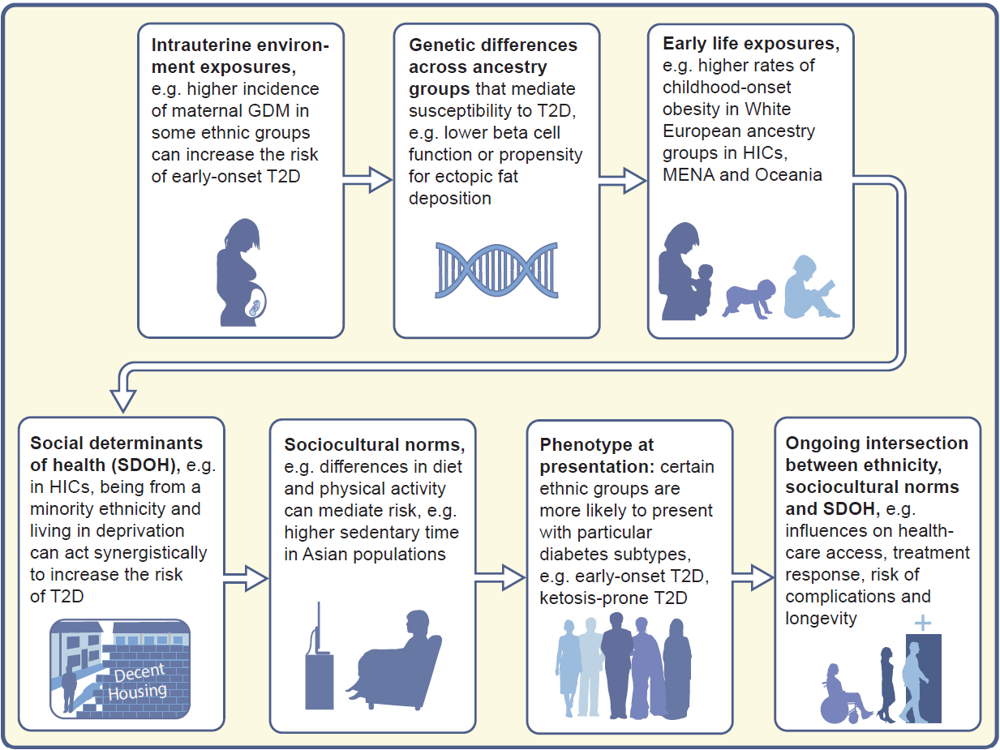 Intrauterine environ-
ment exposures,
e.g. higher incidence
of maternal GDM in
some ethnic groups
can increase the risk
of early-onset T2D
Genetic differences
across ancestry
groups that mediate
susceptibility to T2D,
e.g. lower beta cell
function or propensity
for ectopic fat
deposition
Early life exposures,
e.g. higher rates of
childhood-onset
obesity in White
European ancestry
groups in HICs,
MENA and Oceania
Social determinants
of health (SDOH), e.g.
in HICs, being from a
minority ethnicity and
living in deprivation
can act synergistically
to increase the risk
of T2D
Decent
Housing
Sociocultural norms,
e.g. differences in diet
and physical activity
can mediate risk, e.g.
higher sedentary time
in Asian populations
Phenotype at
presentation: certain
ethnic groups are
more likely to present
with particular
diabetes subtypes,
e.g. early-onset T2D,
ketosis-prone T2D
Ongoing intersection
between ethnicity,
sociocultural norms
and SDOH, e.g.
influences on health-
care access, treatment
response, risk of
complications and
longevity